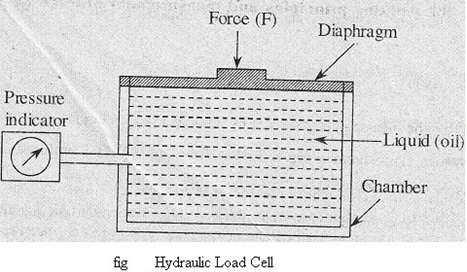 Force (F)
Diaphragm
Pressure
indicator
Liquid (oil)
Chamber
fig Hydraulic Load Cell